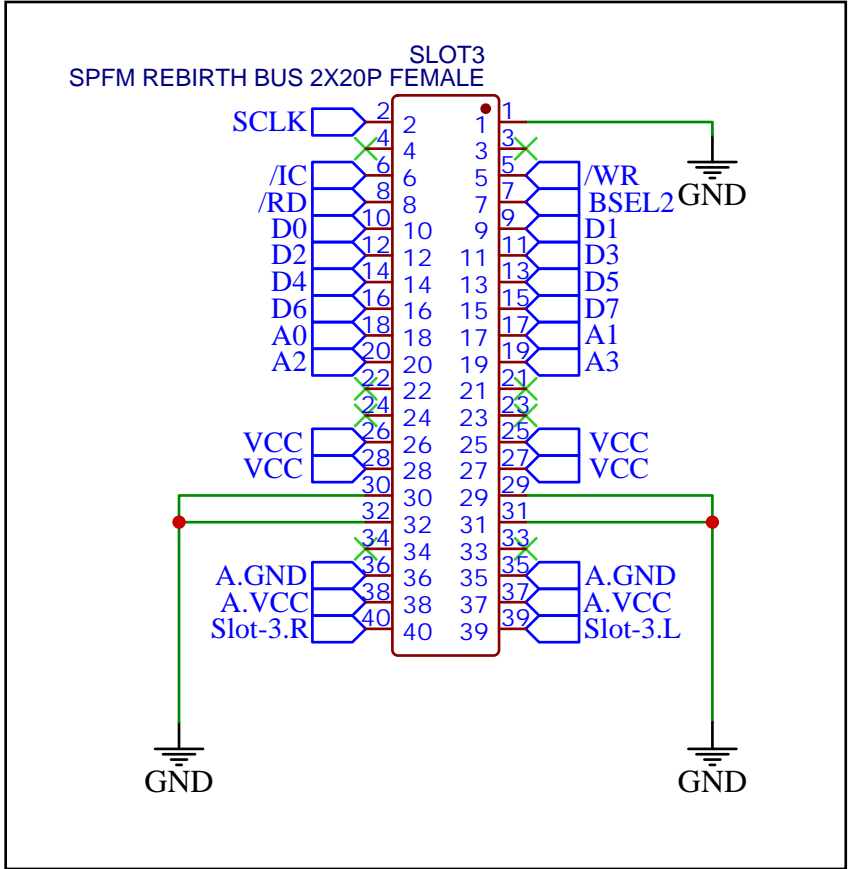 SLOT3
SPFM REBIRTH BUS 2X20P FEMALE
SCLK 2 2 1 1
4 4 3 3
/IC 6 6 5 5 /WR
GND
/RD 8 8 7 7 BSEL2
D0 10 10 9 9 D1
D2 12 12 11 11 D3
D4 14 14 13 13 D5
D6 16 16 15 15 D7
A0 18 18 17 17 A1
A2 20 20 19 19 A3
22 22 21 21
24 24 23 23
VCC 26 26 25 25 VCC
VCC 28 28 27 27 VCC
30 30 29 29
32 32 31 31
34 34 33 33
A.GND 36 36 35 35 A.GND
A.VCC 38 38 37 37 A.VCC
Slot-3.R 40 40 39 39 Slot-3.L
GND GND